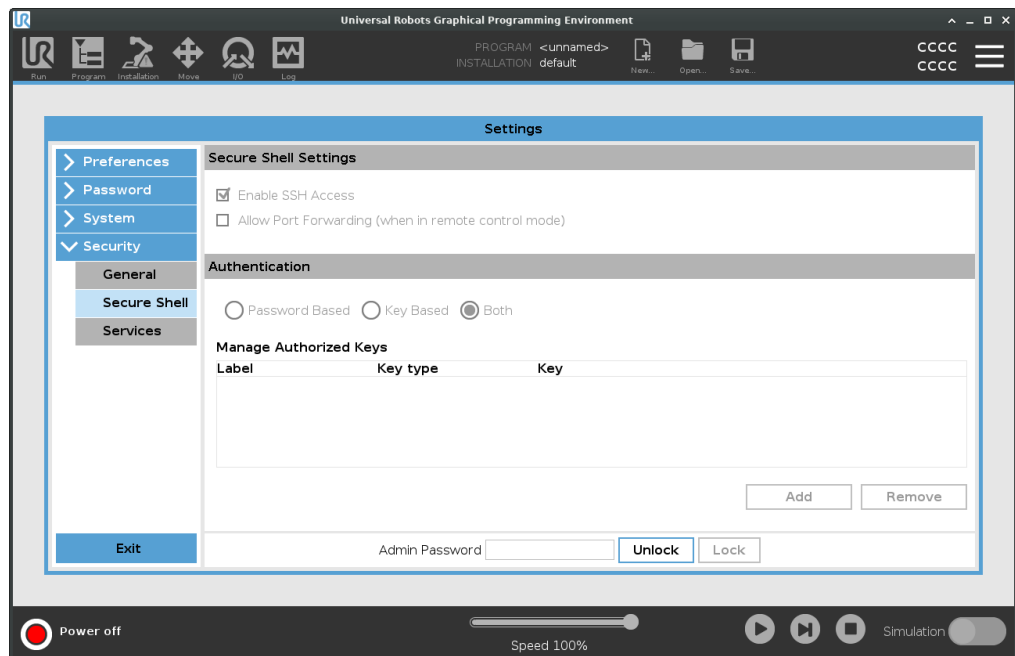 UR
Universal Robots Graphical Programming Environment
UR
PROGRAM <unnamed>
INSTALLATION default
CCCC
CCCC
Run Program Installation Move I/O Log New... Open... Save...
Settings
Preferences
Password
System
Security
General
Secure Shell
Services
Exit
Secure Shell Settings
Enable SSH Access
Allow Port Forwarding (when in remote control mode)
Authentication
Password Based Key Based Both
Manage Authorized Keys
Label Key type Key
Add Remove
Admin Password Unlock Lock
Power off
Speed 100%
Simulation